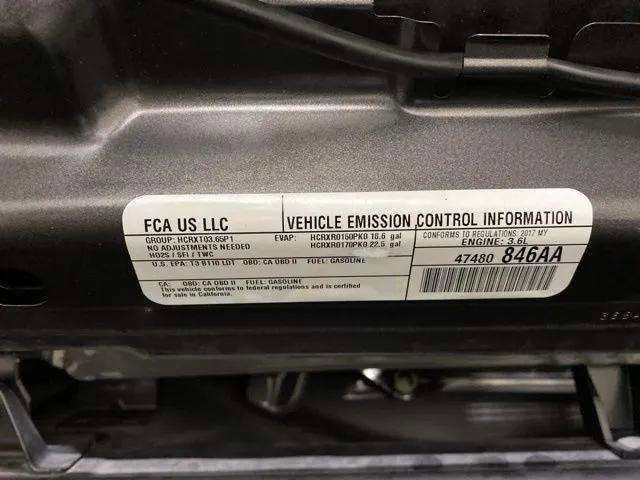 FCA US LLC
VEHICLE EMISSION CONTROL INFORMATION
GROUP: HCRXT03.65P1
EVAP: HCRXR0150PK0 18.6 gal
CONFORMS TO REGULATIONS: 2017 MY
NO ADJUSTMENTS NEEDED
HCRXR0170PK0 22.5 gal
ENGINE: 3.6L
HO2S / SFI / TWC
U.S. EPA: T3 B110 LDT OBD: CA OBD II FUEL: GASOLINE
47480 846AA
CA: OBD: CA OBD II FUEL: GASOLINE
This vehicle conforms to federal regulations and is certified
for sale in California.